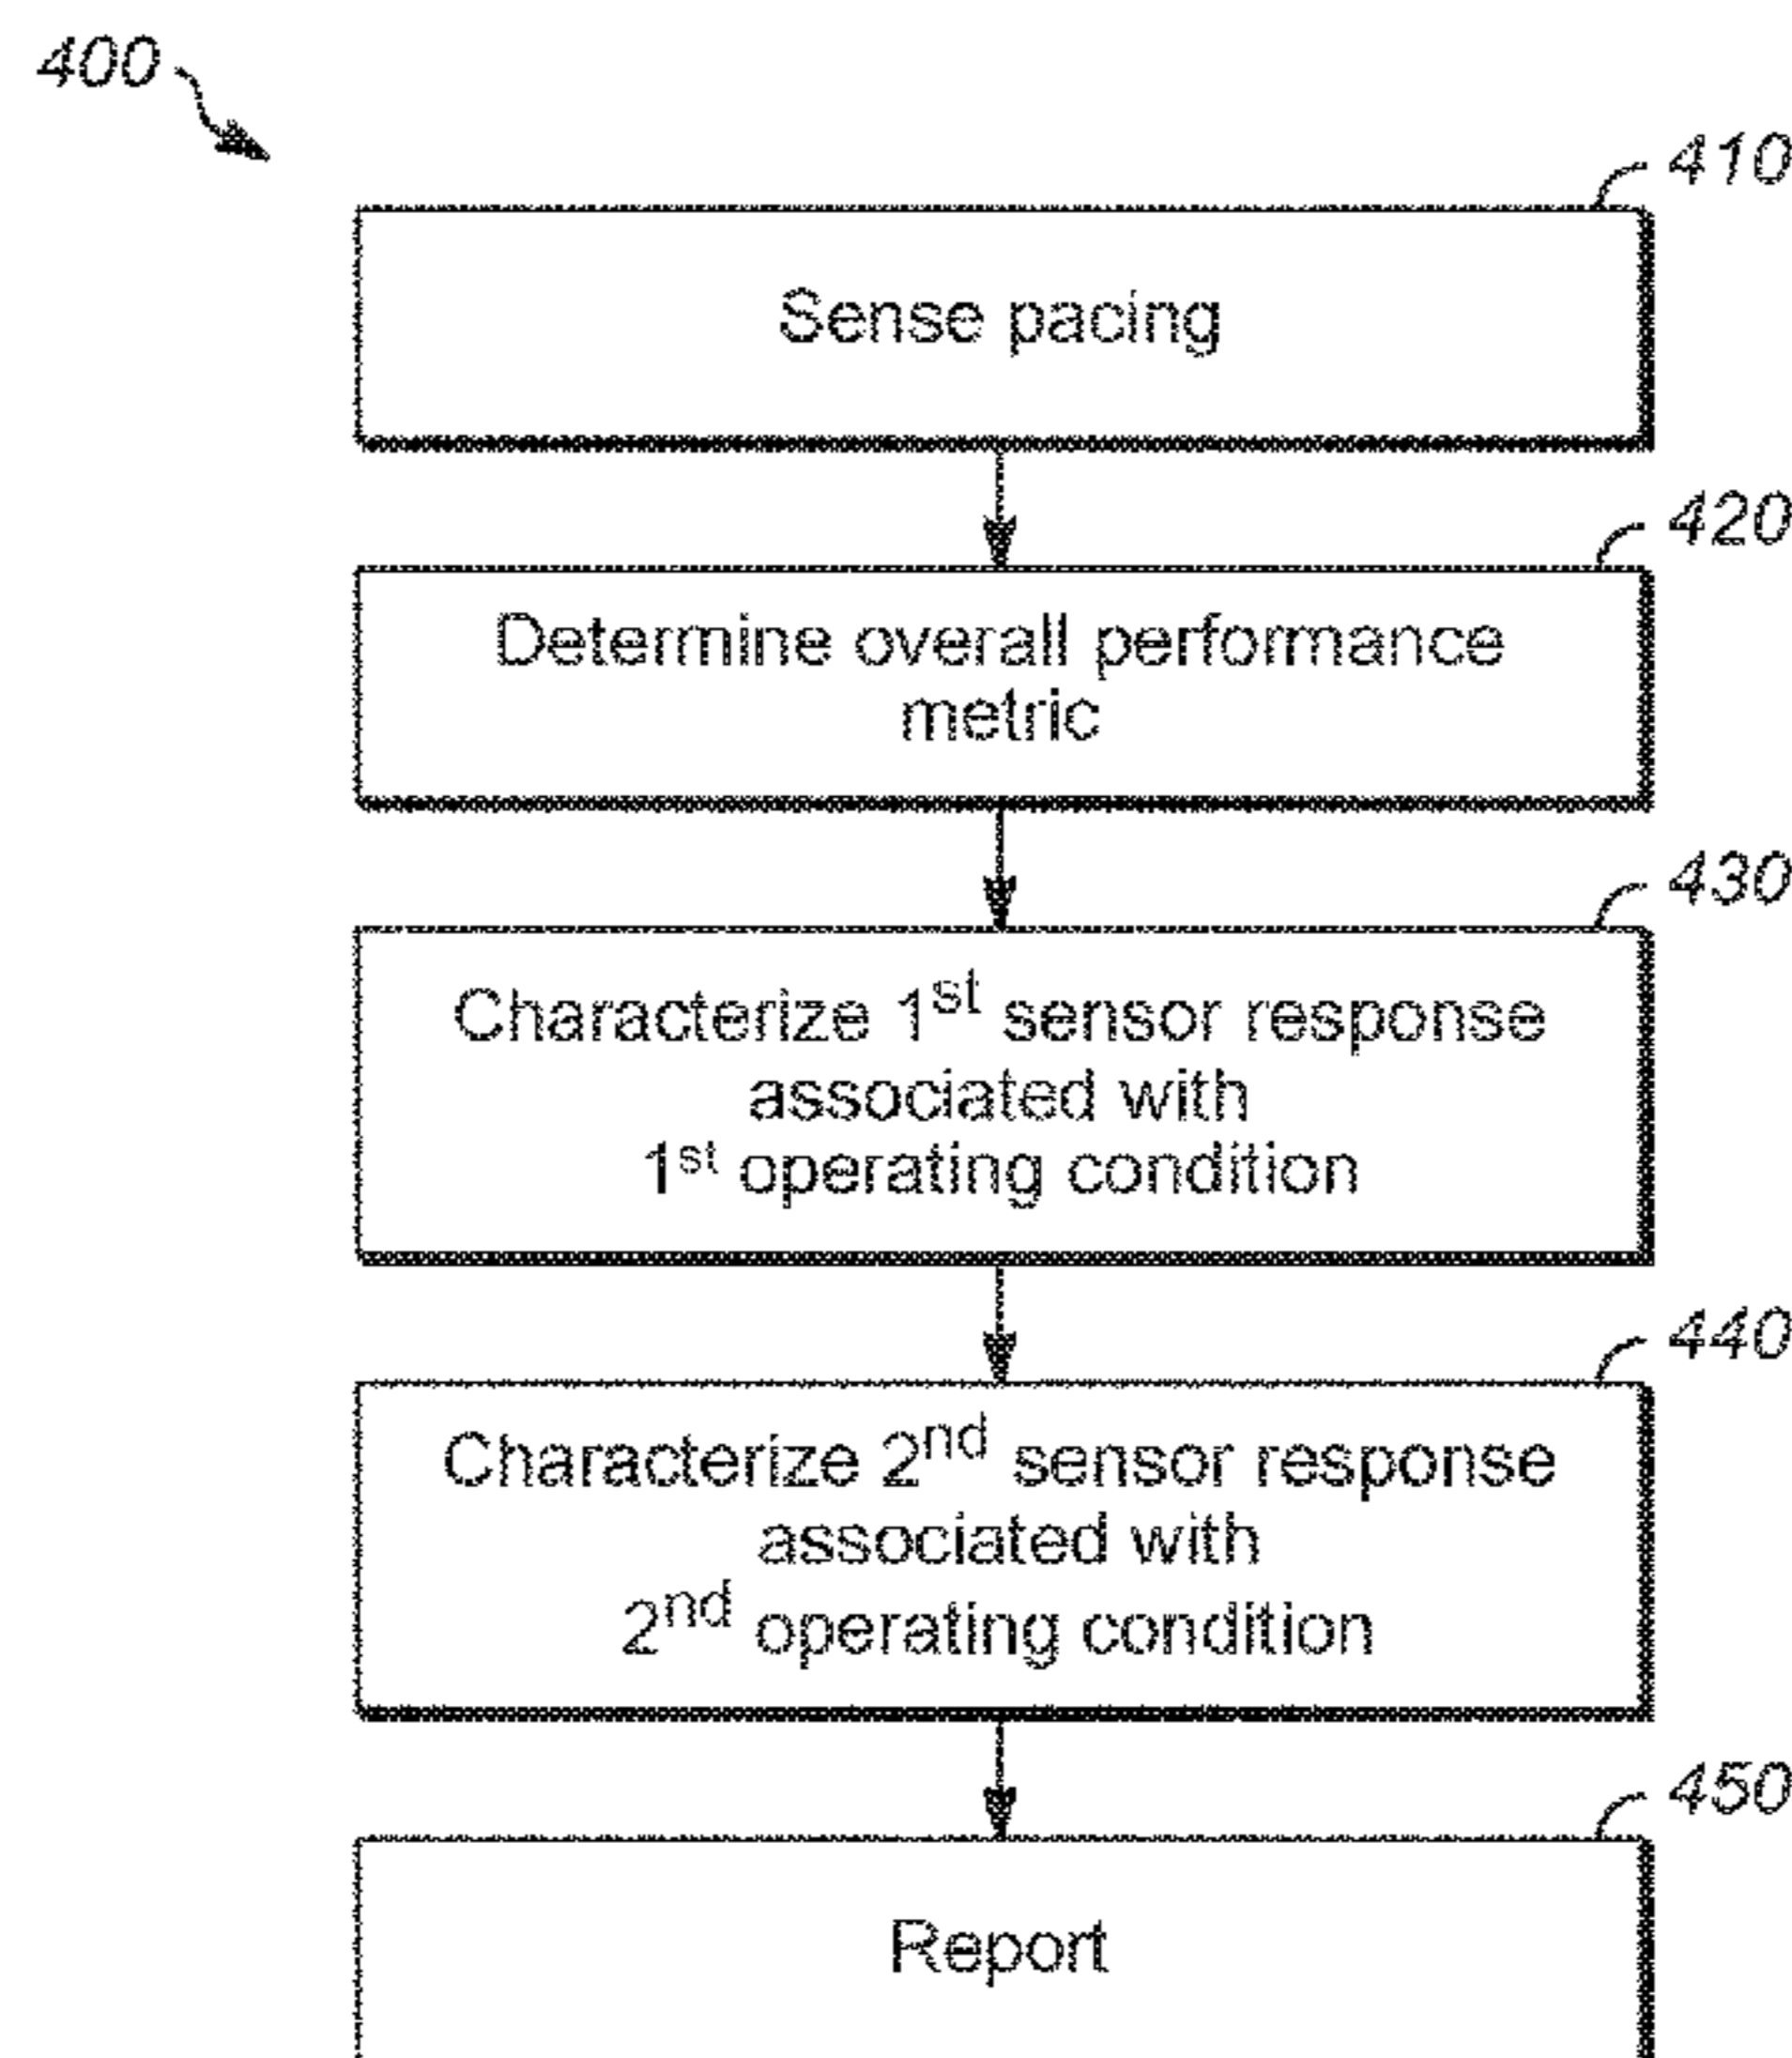 400
410
Sense pacing
420
Determine overall performance
metric
430
Characterize 1st sensor response
associated with
1st operating condition
440
Characterize 2nd sensor response
associated with
2nd operating condition
450
Report